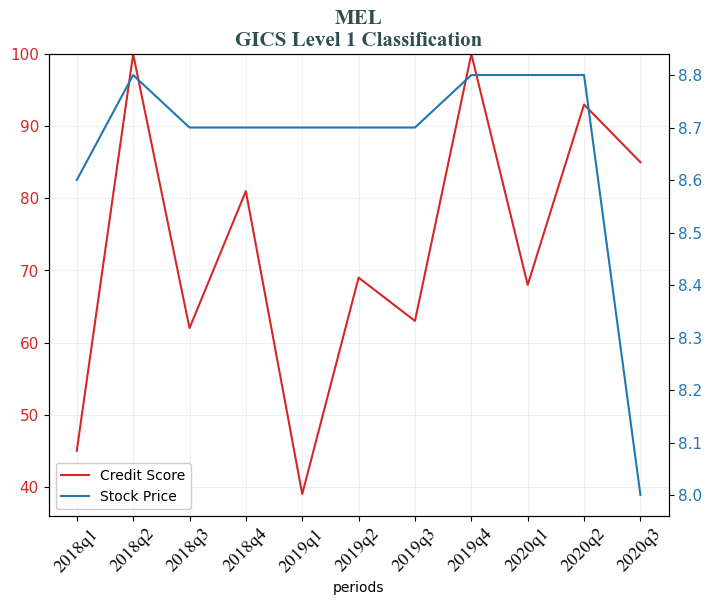 MEL
GICS Level 1 Classification
100
90
80
70
60
50
40
8.8
8.7
8.6
8.5
8.4
8.3
8.2
8.1
8.0
Credit Score
Stock Price
2018q1
2018q2
2018q3
2018q4
2019q1
2019q2
2019q3
2019q4
2020q1
2020q2
2020q3
periods